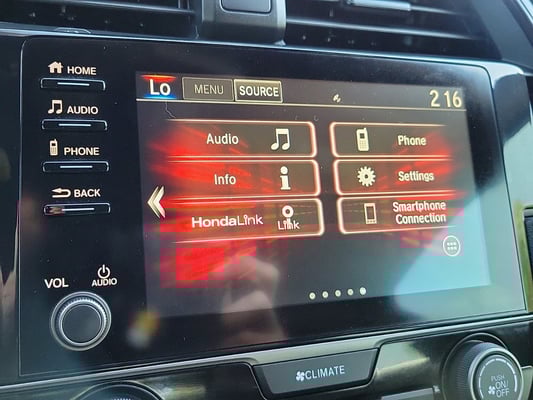 HOME
AUDIO
PHONE
BACK
VOL
AUDIO
Lo
MENU
SOURCE
2 16
Audio
Phone
Info
Settings
HondaLink
Link
Smartphone
Connection
CLIMATE
PUSH
ON/
OFF